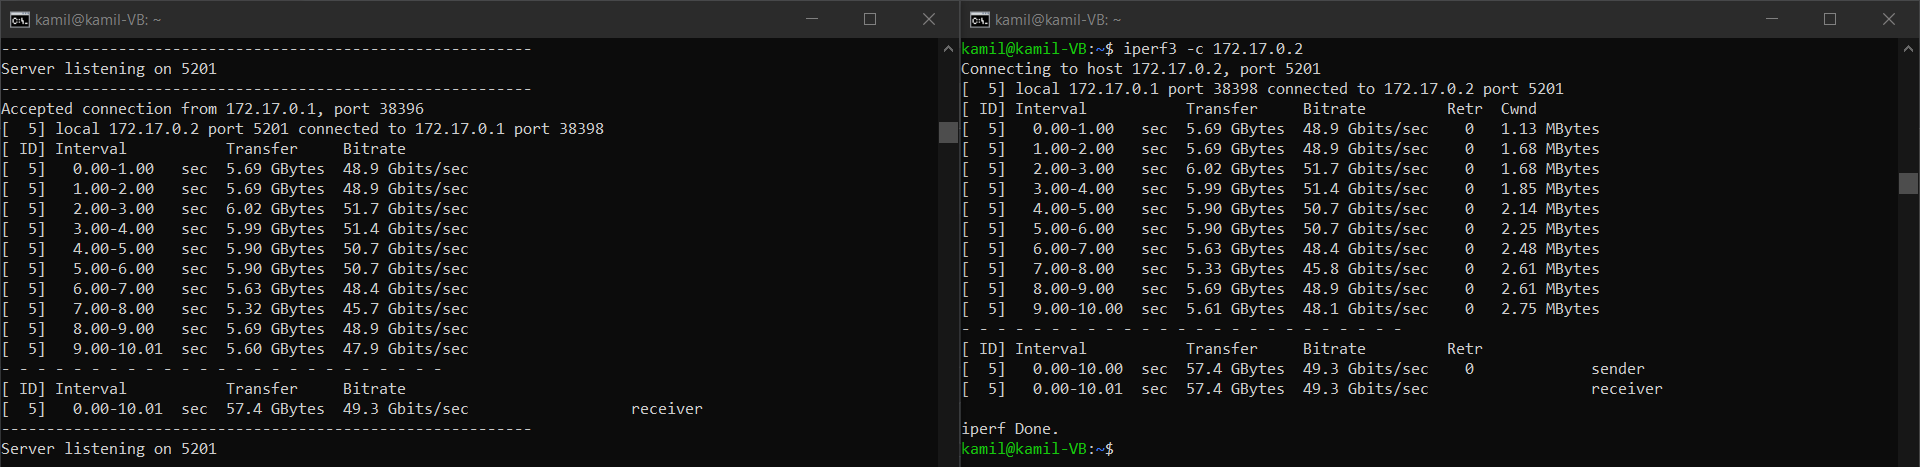 kamil@kamil-VB: ~
-----------------------------------------------------------
Server listening on 5201
-----------------------------------------------------------
Accepted connection from 172.17.0.1, port 38396
[  5] local 172.17.0.2 port 5201 connected to 172.17.0.1 port 38398
[ ID] Interval           Transfer     Bitrate
[  5]   0.00-1.00   sec  5.69 GBytes  48.9 Gbits/sec
[  5]   1.00-2.00   sec  5.69 GBytes  48.9 Gbits/sec
[  5]   2.00-3.00   sec  6.02 GBytes  51.7 Gbits/sec
[  5]   3.00-4.00   sec  5.99 GBytes  51.4 Gbits/sec
[  5]   4.00-5.00   sec  5.90 GBytes  50.7 Gbits/sec
[  5]   5.00-6.00   sec  5.90 GBytes  50.7 Gbits/sec
[  5]   6.00-7.00   sec  5.63 GBytes  48.4 Gbits/sec
[  5]   7.00-8.00   sec  5.32 GBytes  45.7 Gbits/sec
[  5]   8.00-9.00   sec  5.69 GBytes  48.9 Gbits/sec
[  5]   9.00-10.01  sec  5.60 GBytes  47.9 Gbits/sec
- - - - - - - - - - - - - - - - - - - - - - - - -
[ ID] Interval           Transfer     Bitrate
[  5]   0.00-10.01  sec  57.4 GBytes  49.3 Gbits/sec                  receiver
-----------------------------------------------------------
Server listening on 5201
kamil@kamil-VB: ~
kamil@kamil-VB:~$ iperf3 -c 172.17.0.2
Connecting to host 172.17.0.2, port 5201
[  5] local 172.17.0.1 port 38398 connected to 172.17.0.2 port 5201
[ ID] Interval           Transfer     Bitrate         Retr  Cwnd
[  5]   0.00-1.00   sec  5.69 GBytes  48.9 Gbits/sec    0   1.13 MBytes
[  5]   1.00-2.00   sec  5.69 GBytes  48.9 Gbits/sec    0   1.68 MBytes
[  5]   2.00-3.00   sec  6.02 GBytes  51.7 Gbits/sec    0   1.68 MBytes
[  5]   3.00-4.00   sec  5.99 GBytes  51.4 Gbits/sec    0   1.85 MBytes
[  5]   4.00-5.00   sec  5.90 GBytes  50.7 Gbits/sec    0   2.14 MBytes
[  5]   5.00-6.00   sec  5.90 GBytes  50.7 Gbits/sec    0   2.25 MBytes
[  5]   6.00-7.00   sec  5.63 GBytes  48.4 Gbits/sec    0   2.48 MBytes
[  5]   7.00-8.00   sec  5.33 GBytes  45.8 Gbits/sec    0   2.61 MBytes
[  5]   8.00-9.00   sec  5.69 GBytes  48.9 Gbits/sec    0   2.61 MBytes
[  5]   9.00-10.00  sec  5.61 GBytes  48.1 Gbits/sec    0   2.75 MBytes
- - - - - - - - - - - - - - - - - - - - - - - - -
[ ID] Interval           Transfer     Bitrate         Retr
[  5]   0.00-10.00  sec  57.4 GBytes  49.3 Gbits/sec    0             sender
[  5]   0.00-10.01  sec  57.4 GBytes  49.3 Gbits/sec                  receiver
iperf Done.
kamil@kamil-VB:~$